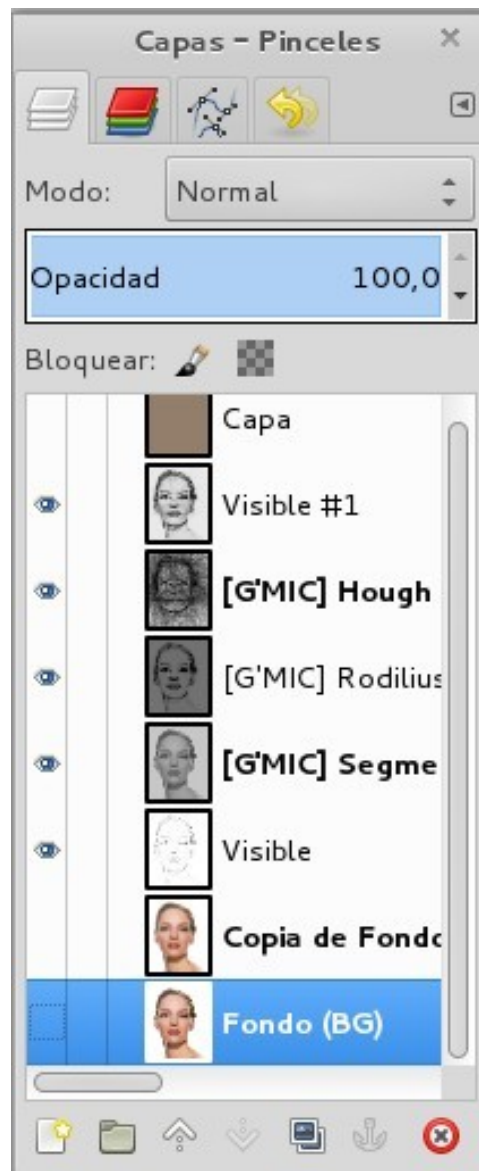 Capas – Pinceles
Modo: Normal
Opacidad 100,0
Bloquear:
Capa
Visible #1
[G'MIC] Hough
[G'MIC] Rodilius
[G'MIC] Segme
Visible
Copia de Fondo
Fondo (BG)